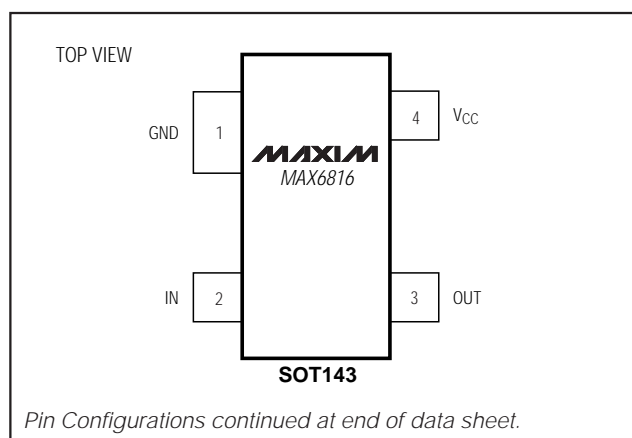 TOP VIEW
GND 1
4 VCC
MAXIM
MAX6816
IN 2
3 OUT
SOT143
Pin Configurations continued at end of data sheet.